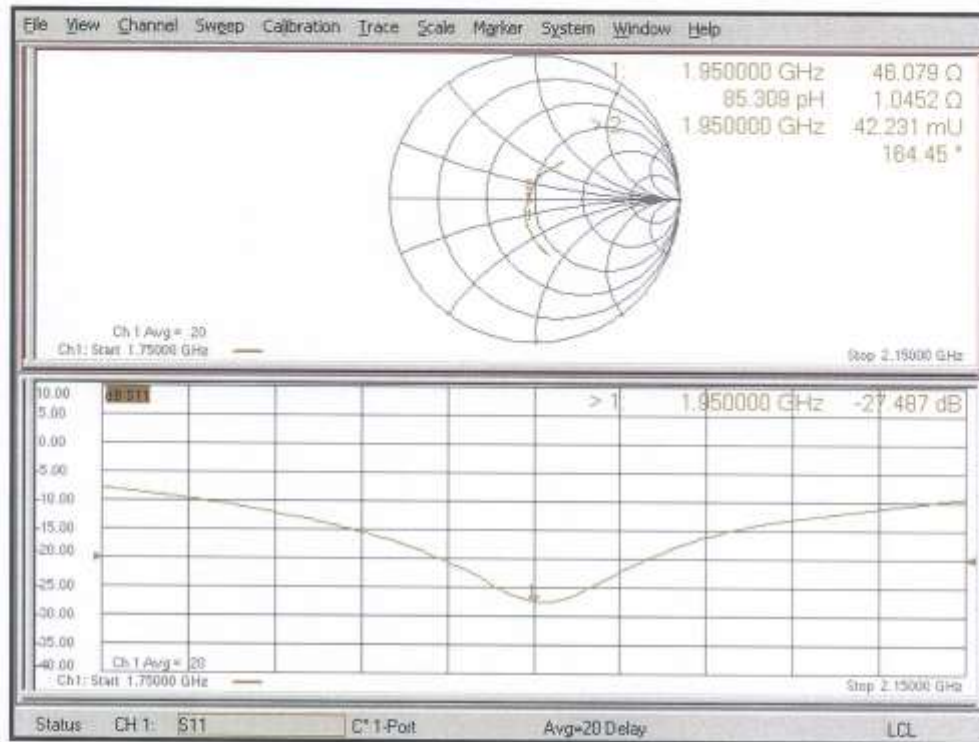 File View Channel Sweep Calibration Trace Scale Marker System Window Help
1: 1.950000 GHz 46.079 Ω
85.309 pH 1.0452 Ω
> 2: 1.950000 GHz 42.231 mU
164.45 °
Ch 1 Avg = 20
Ch1: Start 1.75000 GHz
Stop 2.15000 GHz
10.00
dB S11
> 1: 1.950000 GHz -27.487 dB
5.00
0.00
-5.00
-10.00
-15.00
-20.00
-25.00
-30.00
-35.00
-40.00
Ch 1 Avg = 20
Ch1: Start 1.75000 GHz
Stop 2.15000 GHz
Status CH 1: S11 C* 1-Port Avg=20 Delay LCL